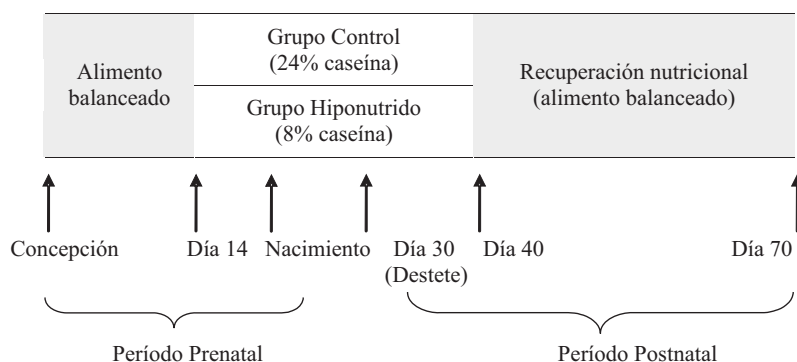 Alimento
balanceado
Grupo Control
(24% caseína)
Grupo Hiponutrido
(8% caseína)
Recuperación nutricional
(alimento balanceado)
Concepción
Día 14
Nacimiento
Día 30
(Destete)
Día 40
Día 70
Período Prenatal
Período Postnatal